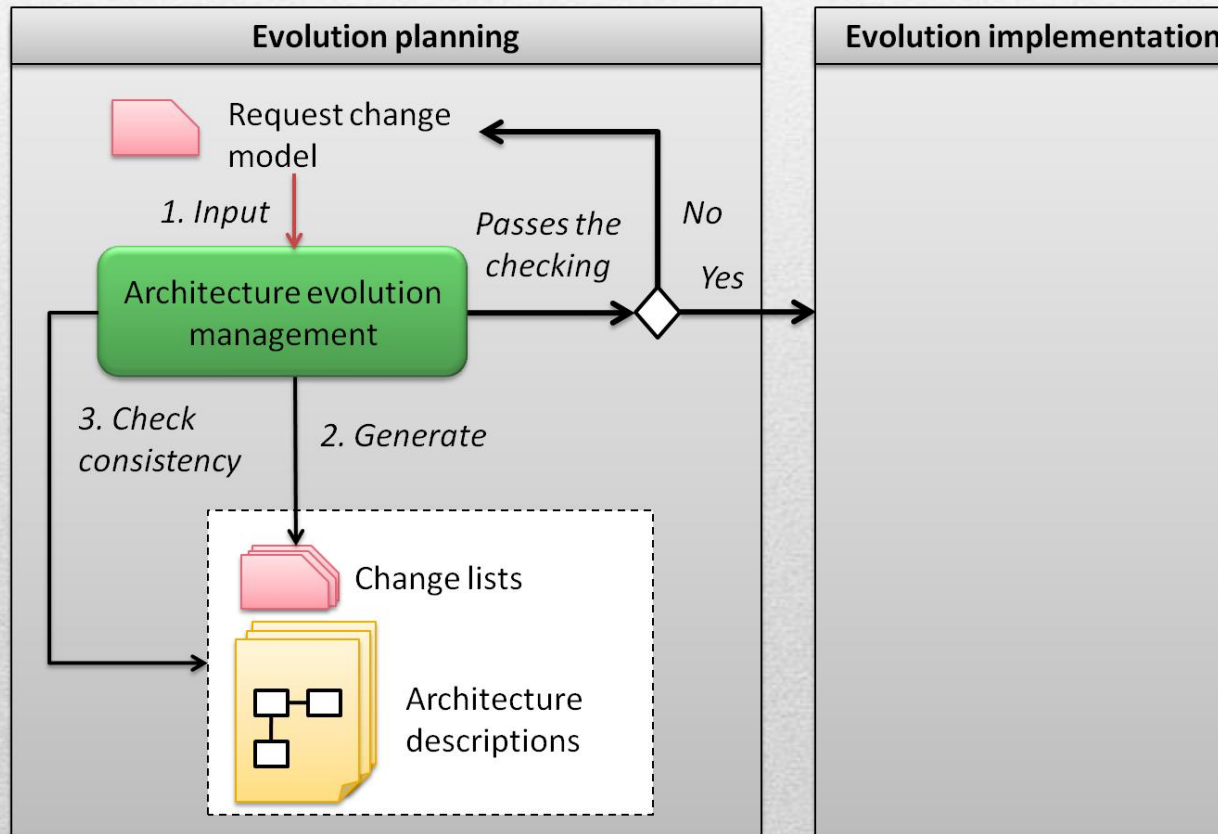 Evolution planning
Evolution implementation
Request change
model
1. Input
Passes the
checking
No
Yes
Architecture evolution
management
3. Check
consistency
2. Generate
Change lists
Architecture
descriptions